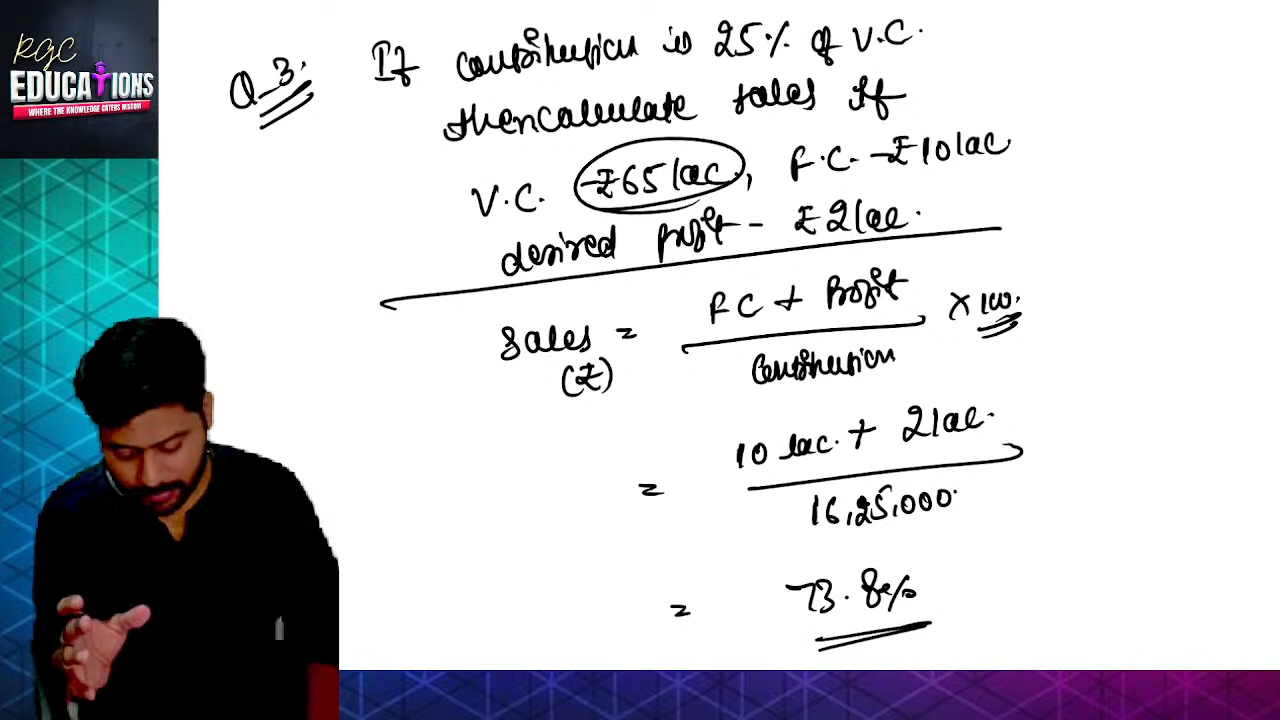 RGC
EDUCATIONS
WHERE THE KNOWLEDGE CATERS WISDOM
Q-3. If contribution is 25% of V.C.
then calculate sales if
V.C. -₹65 lac, F.C. -₹10 lac
desired profit - ₹2 lac.
Sales = FC + Profit × 100.
(₹) Contribution
= 10 lac. + 2 lac.
16,25,000.
= 73.8%